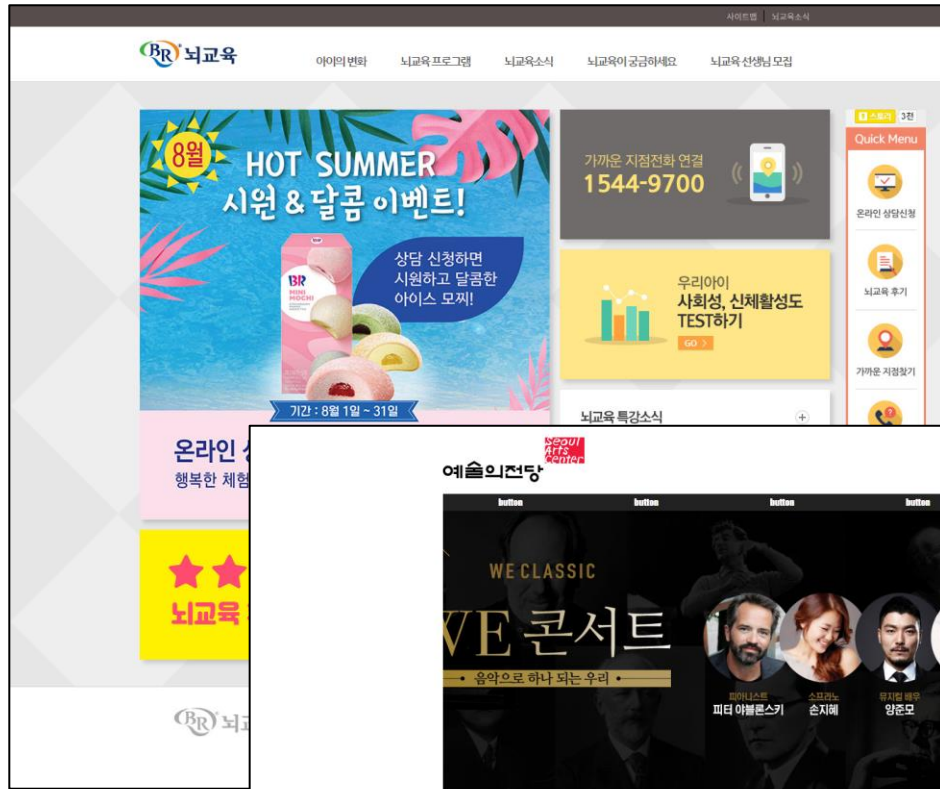 사이트맵 뇌교육소식
BR 뇌교육
아이의 변화 뇌교육 프로그램 뇌교육소식 뇌교육이 궁금하세요 뇌교육 선생님 모집
8월
HOT SUMMER
시원 & 달콤 이벤트!
상담 신청하면
시원하고 달콤한
아이스 모찌!
BR
MINI
MOCHI
기간 : 8월 1일 ~ 31일
온라인
행복한 체험
뇌교육
가까운 지점전화 연결
1544-9700
우리아이
사회성, 신체활성도
TEST하기
GO >
뇌교육 특강소식
스토리 3천
Quick Menu
온라인 상담신청
뇌교육 후기
가까운 지점찾기
BR
예술의전당
Seoul
Arts
Center
button button button button
WE CLASSIC
WE 콘서트
• 음악으로 하나 되는 우리 •
피아니스트
피터 야블론스키
소프라노
손지혜
뮤지컬 배우
양준모